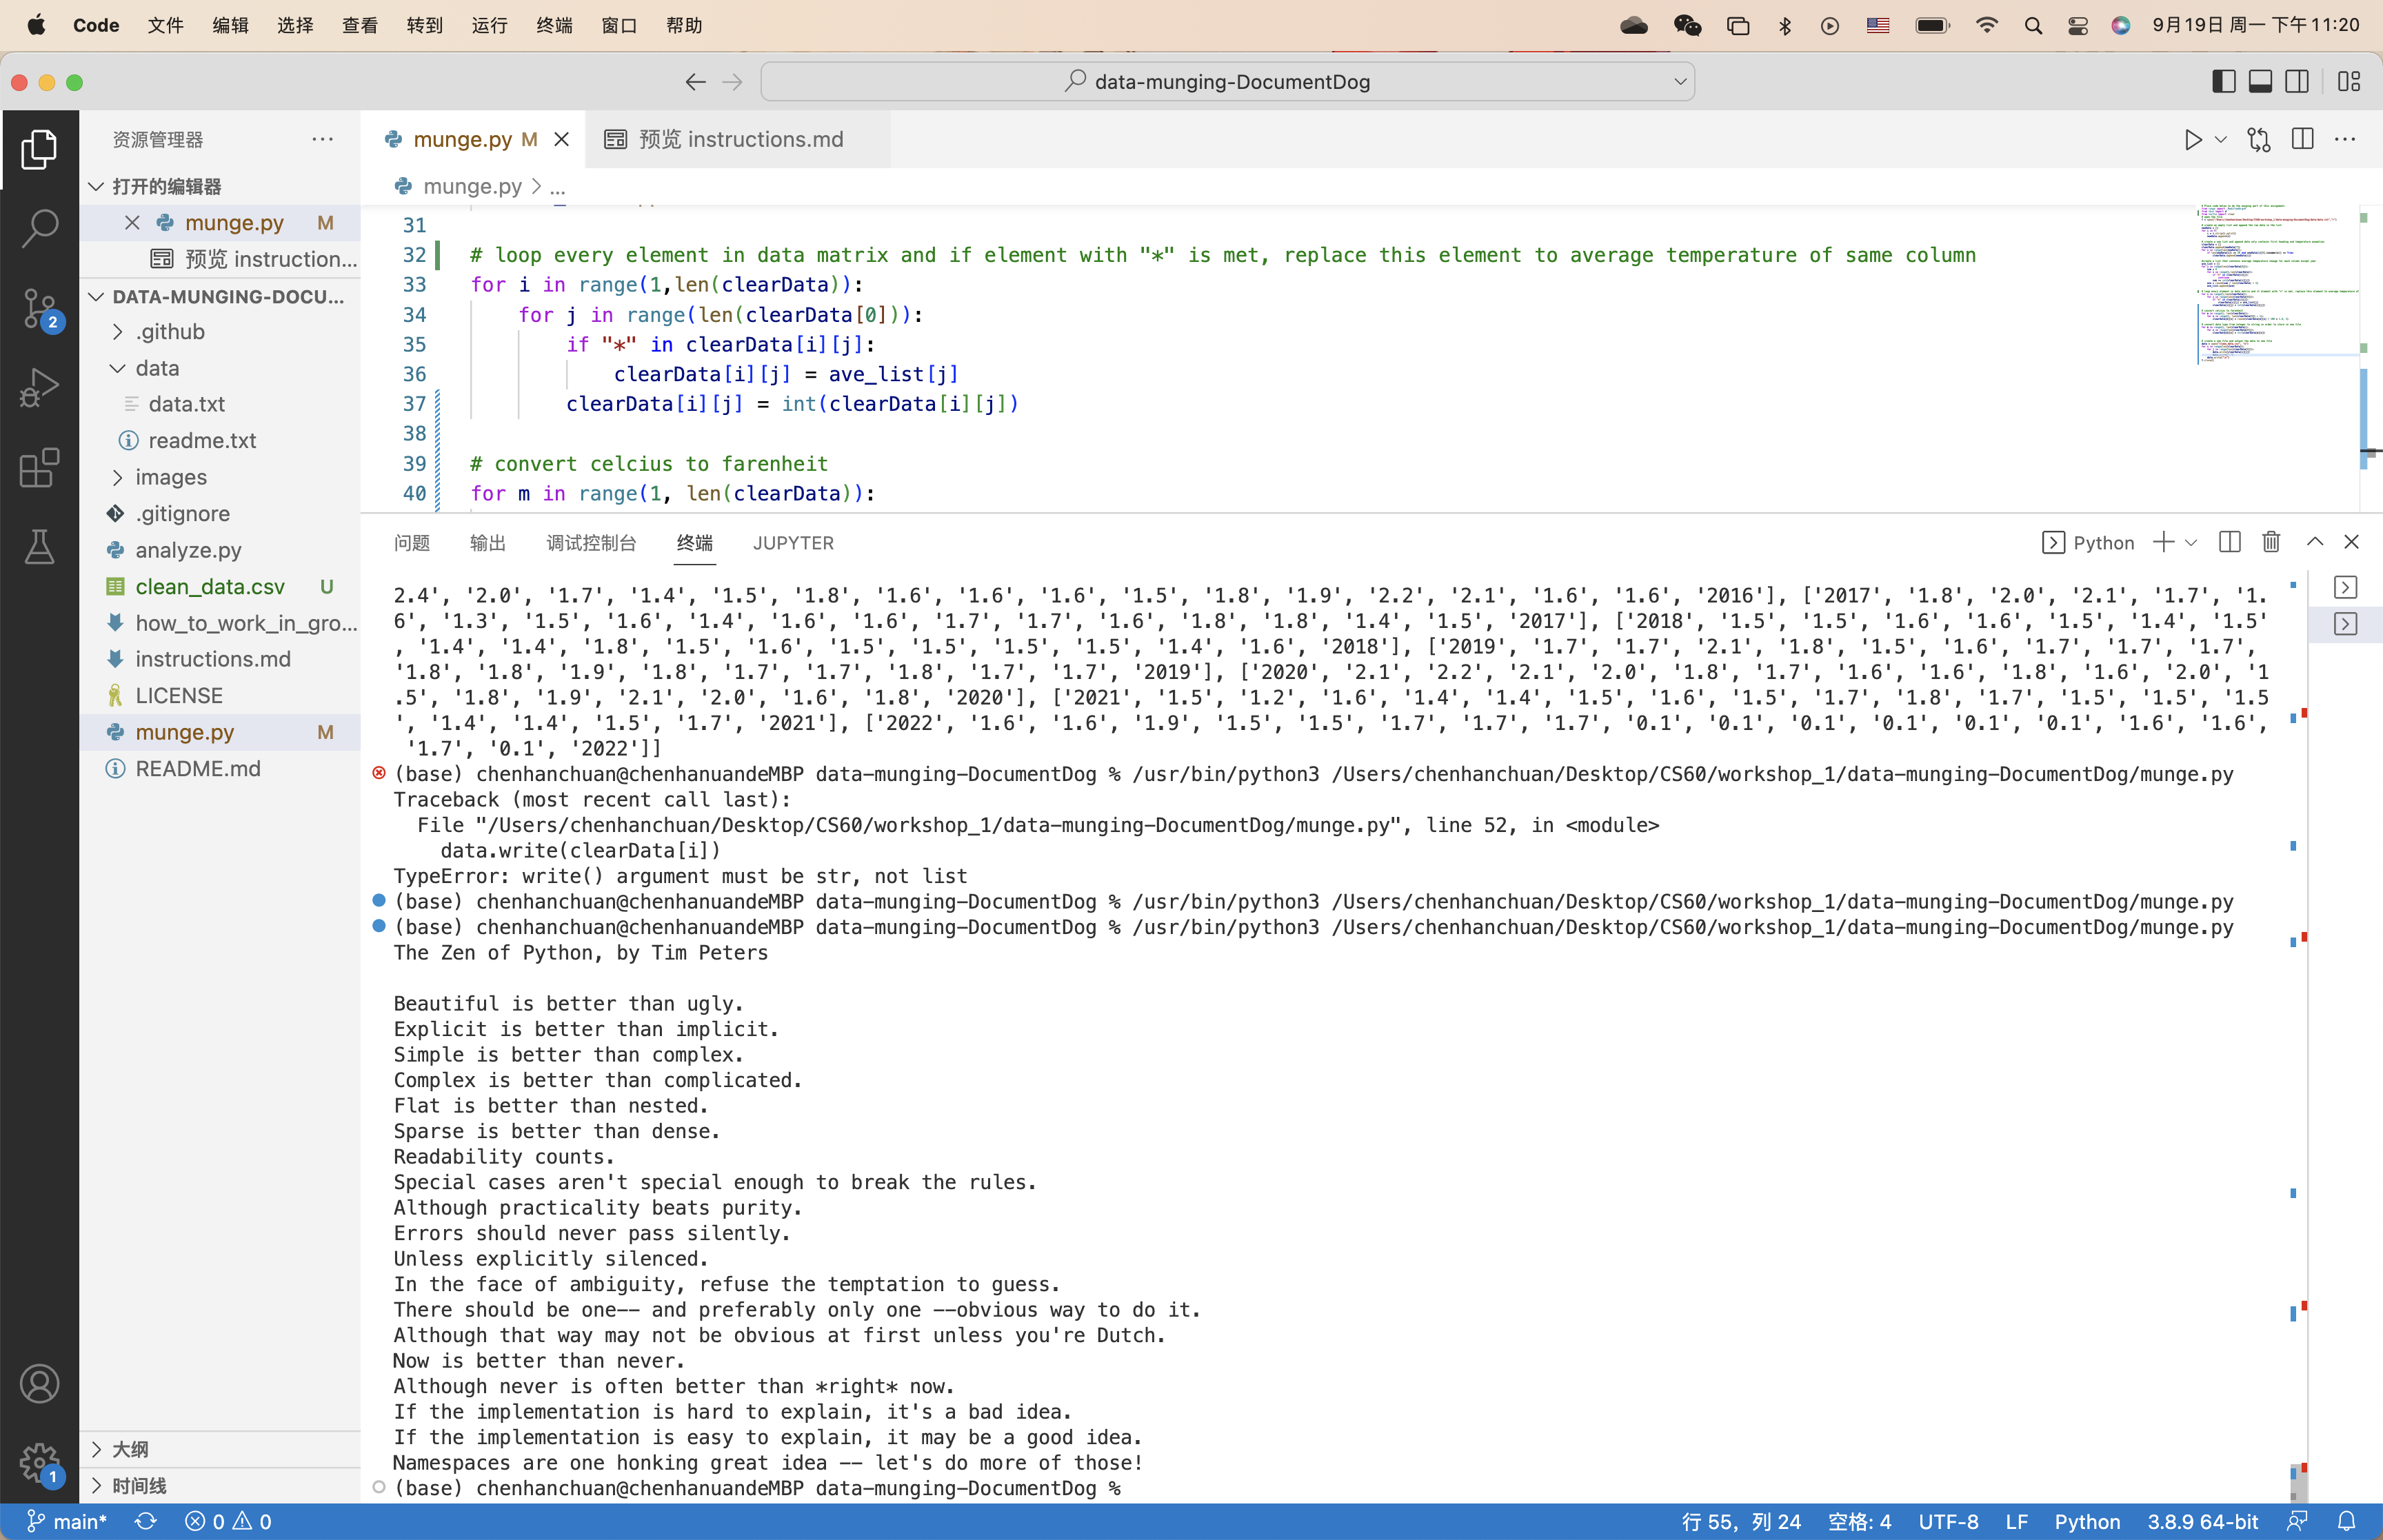 Code 文件 编辑 选择 查看 转到 运行 终端 窗口 帮助 9月19日 周一 下午 11:20
data-munging-DocumentDog
资源管理器 ···
打开的编辑器
munge.py M
预览 instruction...
DATA-MUNGING-DOCU...
.github
data
data.txt
readme.txt
images
.gitignore
analyze.py
clean_data.csv U
how_to_work_in_gro...
instructions.md
LICENSE
munge.py M
README.md
大纲
时间线
2
1
munge.py M
预览 instructions.md
munge.py > ...
31
32 # loop every element in data matrix and if element with "*" is met, replace this element to average temperature of same column
33 for i in range(1,len(clearData)):
34 for j in range(len(clearData[0])):
35 if "*" in clearData[i][j]:
36 clearData[i][j] = ave_list[j]
37 clearData[i][j] = int(clearData[i][j])
38
39 # convert celcius to farenheit
40 for m in range(1, len(clearData)):
问题 输出 调试控制台 终端 JUPYTER Python
2.4', '2.0', '1.7', '1.4', '1.5', '1.8', '1.6', '1.6', '1.6', '1.5', '1.8', '1.9', '2.2', '2.1', '1.6', '1.6', '2016'], ['2017', '1.8', '2.0', '2.1', '1.7', '1.
6', '1.3', '1.5', '1.6', '1.4', '1.6', '1.6', '1.7', '1.7', '1.6', '1.8', '1.8', '1.4', '1.5', '2017'], ['2018', '1.5', '1.5', '1.6', '1.6', '1.5', '1.4', '1.5'
, '1.4', '1.4', '1.8', '1.5', '1.6', '1.5', '1.5', '1.5', '1.5', '1.4', '1.6', '2018'], ['2019', '1.7', '1.7', '2.1', '1.8', '1.5', '1.6', '1.7', '1.7', '1.7',
'1.8', '1.8', '1.9', '1.8', '1.7', '1.7', '1.8', '1.7', '1.7', '2019'], ['2020', '2.1', '2.2', '2.1', '2.0', '1.8', '1.7', '1.6', '1.6', '1.8', '1.6', '2.0', '1
.5', '1.8', '1.9', '2.1', '2.0', '1.6', '1.8', '2020'], ['2021', '1.5', '1.2', '1.6', '1.4', '1.4', '1.5', '1.6', '1.5', '1.7', '1.8', '1.7', '1.5', '1.5', '1.5
', '1.4', '1.4', '1.5', '1.7', '2021'], ['2022', '1.6', '1.6', '1.9', '1.5', '1.5', '1.7', '1.7', '1.7', '0.1', '0.1', '0.1', '0.1', '0.1', '0.1', '1.6', '1.6',
'1.7', '0.1', '2022']]
(base) chenhanchuan@chenhanuandeMBP data-munging-DocumentDog % /usr/bin/python3 /Users/chenhanchuan/Desktop/CS60/workshop_1/data-munging-DocumentDog/munge.py
Traceback (most recent call last):
File "/Users/chenhanchuan/Desktop/CS60/workshop_1/data-munging-DocumentDog/munge.py", line 52, in <module>
data.write(clearData[i])
TypeError: write() argument must be str, not list
(base) chenhanchuan@chenhanuandeMBP data-munging-DocumentDog % /usr/bin/python3 /Users/chenhanchuan/Desktop/CS60/workshop_1/data-munging-DocumentDog/munge.py
(base) chenhanchuan@chenhanuandeMBP data-munging-DocumentDog % /usr/bin/python3 /Users/chenhanchuan/Desktop/CS60/workshop_1/data-munging-DocumentDog/munge.py
The Zen of Python, by Tim Peters
Beautiful is better than ugly.
Explicit is better than implicit.
Simple is better than complex.
Complex is better than complicated.
Flat is better than nested.
Sparse is better than dense.
Readability counts.
Special cases aren't special enough to break the rules.
Although practicality beats purity.
Errors should never pass silently.
Unless explicitly silenced.
In the face of ambiguity, refuse the temptation to guess.
There should be one-- and preferably only one --obvious way to do it.
Although that way may not be obvious at first unless you're Dutch.
Now is better than never.
Although never is often better than *right* now.
If the implementation is hard to explain, it's a bad idea.
If the implementation is easy to explain, it may be a good idea.
Namespaces are one honking great idea -- let's do more of those!
(base) chenhanchuan@chenhanuandeMBP data-munging-DocumentDog %
main* 0 0 行 55，列 24 空格: 4 UTF-8 LF Python 3.8.9 64-bit